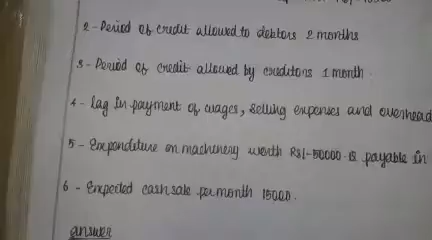 2 - Period of credit allowed to debtors 2 months
3 - Period of credit allowed by creditors 1 month.
4 - lag in payment of wages, selling expenses and overhead
5 - Expenditure on machinery worth RS/- 50000 is payable in
6 - Expected cash sale per month 15000.
answer